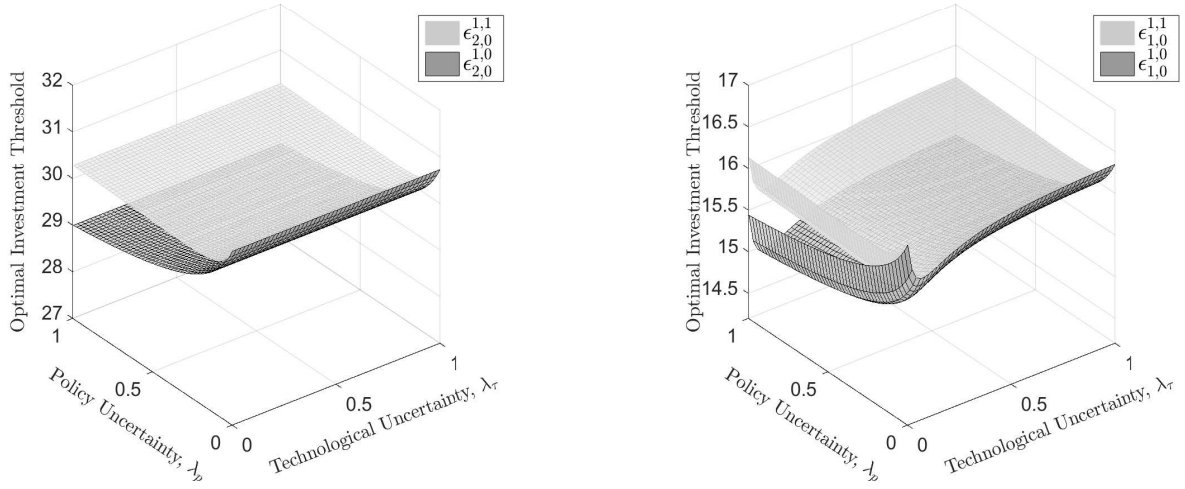 ϵ^{1,1}_{2,0}
ϵ^{1,0}_{2,0}
Optimal Investment Threshold
32
31
30
29
28
27
1
0.5
0
Policy Uncertainty, λ_p
0
0.5
1
Technological Uncertainty, λ_τ
ϵ^{1,1}_{1,0}
ϵ^{1,0}_{1,0}
Optimal Investment Threshold
17
16.5
16
15.5
15
14.5
1
0.5
0
Policy Uncertainty, λ_p
0
0.5
1
Technological Uncertainty, λ_τ